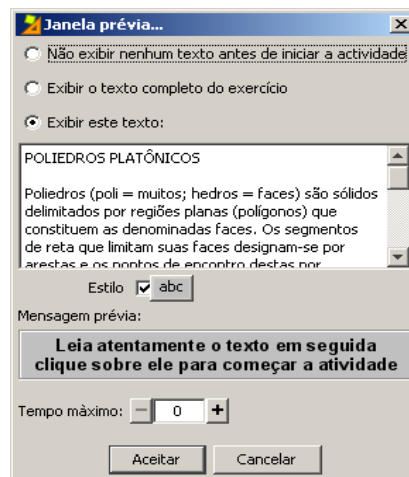 Janela prévia...
Não exibir nenhum texto antes de iniciar a actividade
Exibir o texto completo do exercício
Exibir este texto:
POLIEDROS PLATÔNICOS
Poliedros (poli = muitos; hedros = faces) são sólidos
delimitados por regiões planas (polígonos) que
constituem as denominadas faces. Os segmentos
de reta que limitam suas faces designam-se por
arestas e os pontos de encontro destas por
Estilo abc
Mensagem prévia:
Leia atentamente o texto em seguida
clique sobre ele para começar a atividade
Tempo màximo: 0
Aceitar Cancelar